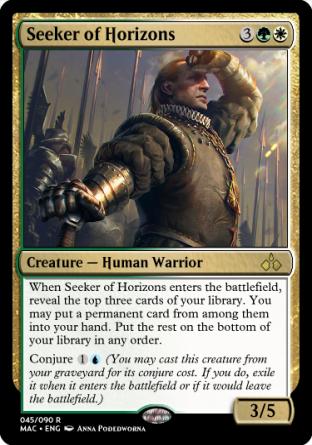 Seeker of Horizons 3
Creature — Human Warrior
When Seeker of Horizons enters the battlefield,
reveal the top three cards of your library. You
may put a permanent card from among them
into your hand. Put the rest on the bottom
of your library in any order.
Conjure 1 (You may cast this creature from
your graveyard for its conjure cost. If you do, exile
it when it enters the battlefield or if it would leave
the battlefield.)
3/5
045/090 R
MAC • ENG Anna Podedworna